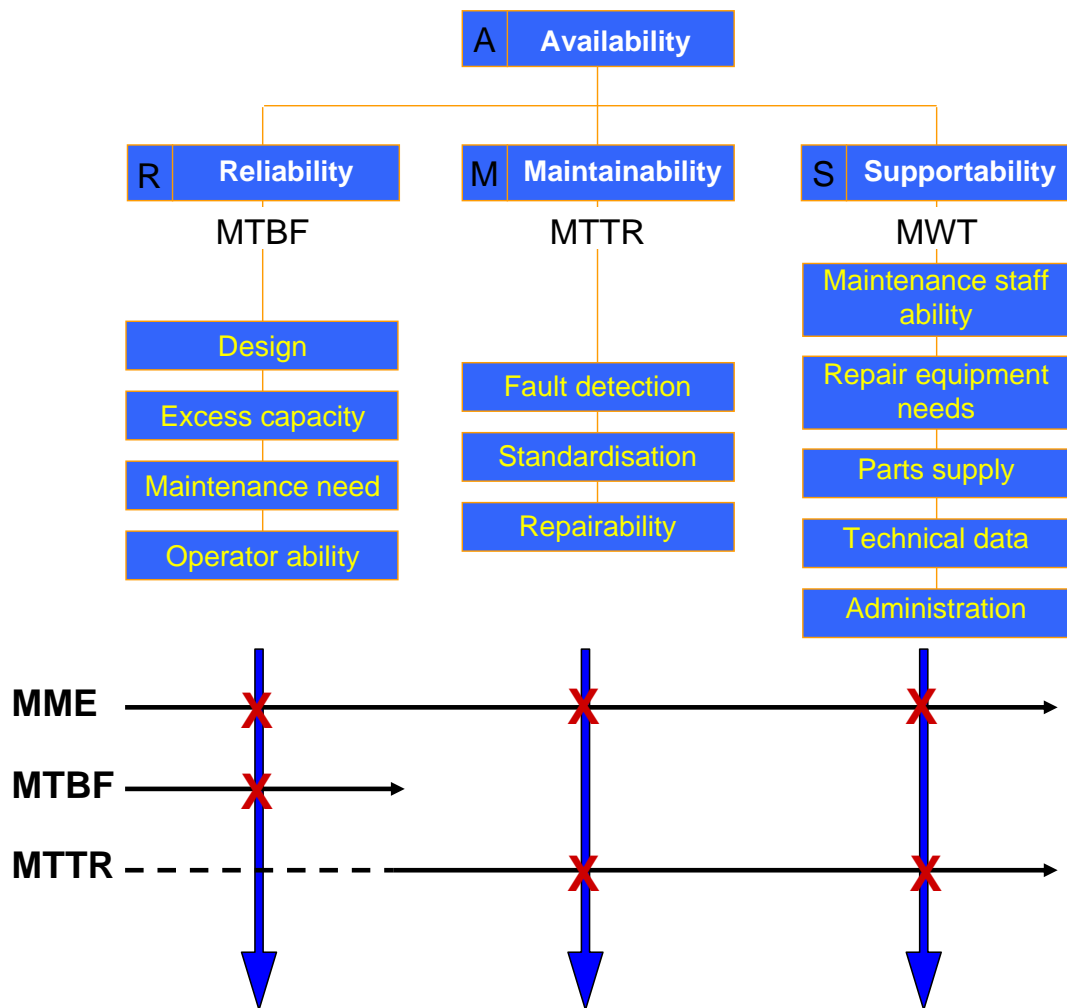 A Availability
R Reliability
M Maintainability
S Supportability
MTBF
MTTR
MWT
Design
Excess capacity
Maintenance need
Operator ability
Fault detection
Standardisation
Repairability
Maintenance staff
ability
Repair equipment
needs
Parts supply
Technical data
Administration
MME X X X
MTBF X
MTTR X X